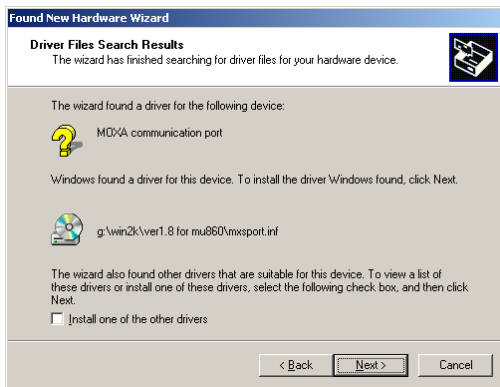 Found New Hardware Wizard
Driver Files Search Results
The wizard has finished searching for driver files for your hardware device.
The wizard found a driver for the following device:
MOXA communication port
Windows found a driver for this device. To install the driver Windows found, click Next.
g:\win2k\ver1.8 for mu860\mxsport.inf
The wizard also found other drivers that are suitable for this device. To view a list of
these drivers or install one of these drivers, select the following check box, and then click
Next.
Install one of the other drivers
< Back Next > Cancel